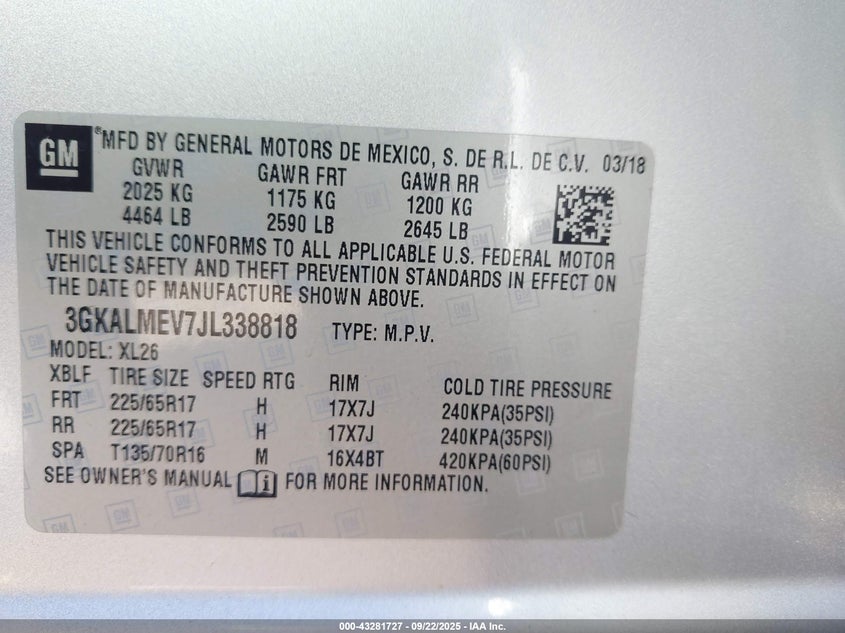 GM ®MFD BY GENERAL MOTORS DE MEXICO, S. DE R.L. DE C.V. 03/18
GVWR GAWR FRT GAWR RR
2025 KG 1175 KG 1200 KG
4464 LB 2590 LB 2645 LB
THIS VEHICLE CONFORMS TO ALL APPLICABLE U.S. FEDERAL MOTOR
VEHICLE SAFETY AND THEFT PREVENTION STANDARDS IN EFFECT ON
THE DATE OF MANUFACTURE SHOWN ABOVE.
3GKALMEV7JL338818 TYPE: M.P.V.
MODEL: XL26
XBLF TIRE SIZE SPEED RTG RIM COLD TIRE PRESSURE
FRT 225/65R17 H 17X7J 240KPA(35PSI)
RR 225/65R17 H 17X7J 240KPA(35PSI)
SPA T135/70R16 M 16X4BT 420KPA(60PSI)
SEE OWNER'S MANUAL i FOR MORE INFORMATION.
000-43281727 - 09/22/2025 - IAA Inc.